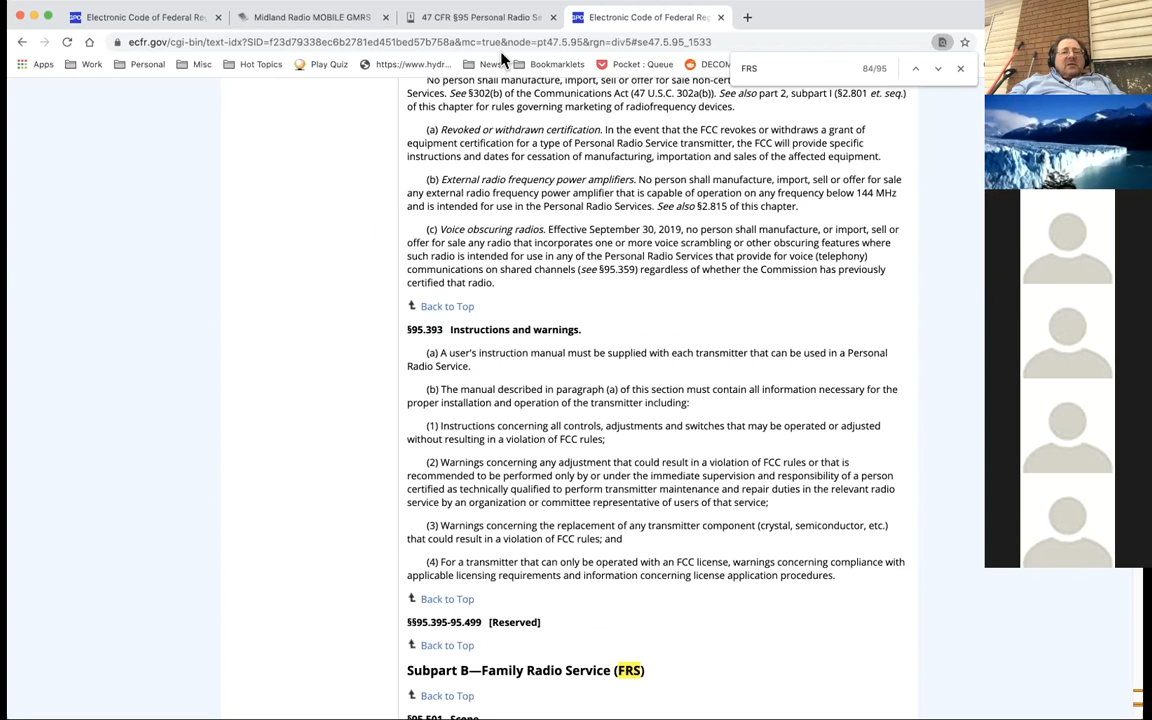 Electronic Code of Federal Reg
Midland Radio MOBILE GMRS
47 CFR §95 Personal Radio Se
Electronic Code of Federal Reg
ecfr.gov/cgi-bin/text-idx?SID=f23d79338ec6b2781ed451bed57b758a&mc=true&node=pt47.5.95&rgn=div5#se47.5.95_1533
Apps Work Personal Misc Hot Topics Play Quiz https://www.hydr... News Bookmarklets Pocket : Queue DECOM
FRS 84/95
No person shall manufacture, import, sell or offer for sale non-cert
Services. See §302(b) of the Communications Act (47 U.S.C. 302a(b)). See also part 2, subpart I (§2.801 et. seq.)
of this chapter for rules governing marketing of radiofrequency devices.
(a) Revoked or withdrawn certification. In the event that the FCC revokes or withdraws a grant of
equipment certification for a type of Personal Radio Service transmitter, the FCC will provide specific
instructions and dates for cessation of manufacturing, importation and sales of the affected equipment.
(b) External radio frequency power amplifiers. No person shall manufacture, import, sell or offer for sale
any external radio frequency power amplifier that is capable of operation on any frequency below 144 MHz
and is intended for use in the Personal Radio Services. See also §2.815 of this chapter.
(c) Voice obscuring radios. Effective September 30, 2019, no person shall manufacture, or import, sell or
offer for sale any radio that incorporates one or more voice scrambling or other obscuring features where
such radio is intended for use in any of the Personal Radio Services that provide for voice (telephony)
communications on shared channels (see §95.359) regardless of whether the Commission has previously
certified that radio.
Back to Top
§95.393 Instructions and warnings.
(a) A user's instruction manual must be supplied with each transmitter that can be used in a Personal
Radio Service.
(b) The manual described in paragraph (a) of this section must contain all information necessary for the
proper installation and operation of the transmitter including:
(1) Instructions concerning all controls, adjustments and switches that may be operated or adjusted
without resulting in a violation of FCC rules;
(2) Warnings concerning any adjustment that could result in a violation of FCC rules or that is
recommended to be performed only by or under the immediate supervision and responsibility of a person
certified as technically qualified to perform transmitter maintenance and repair duties in the relevant radio
service by an organization or committee representative of users of that service;
(3) Warnings concerning the replacement of any transmitter component (crystal, semiconductor, etc.)
that could result in a violation of FCC rules; and
(4) For a transmitter that can only be operated with an FCC license, warnings concerning compliance with
applicable licensing requirements and information concerning license application procedures.
Back to Top
§§95.395-95.499 [Reserved]
Back to Top
Subpart B—Family Radio Service (FRS)
Back to Top
§95.501 Scope